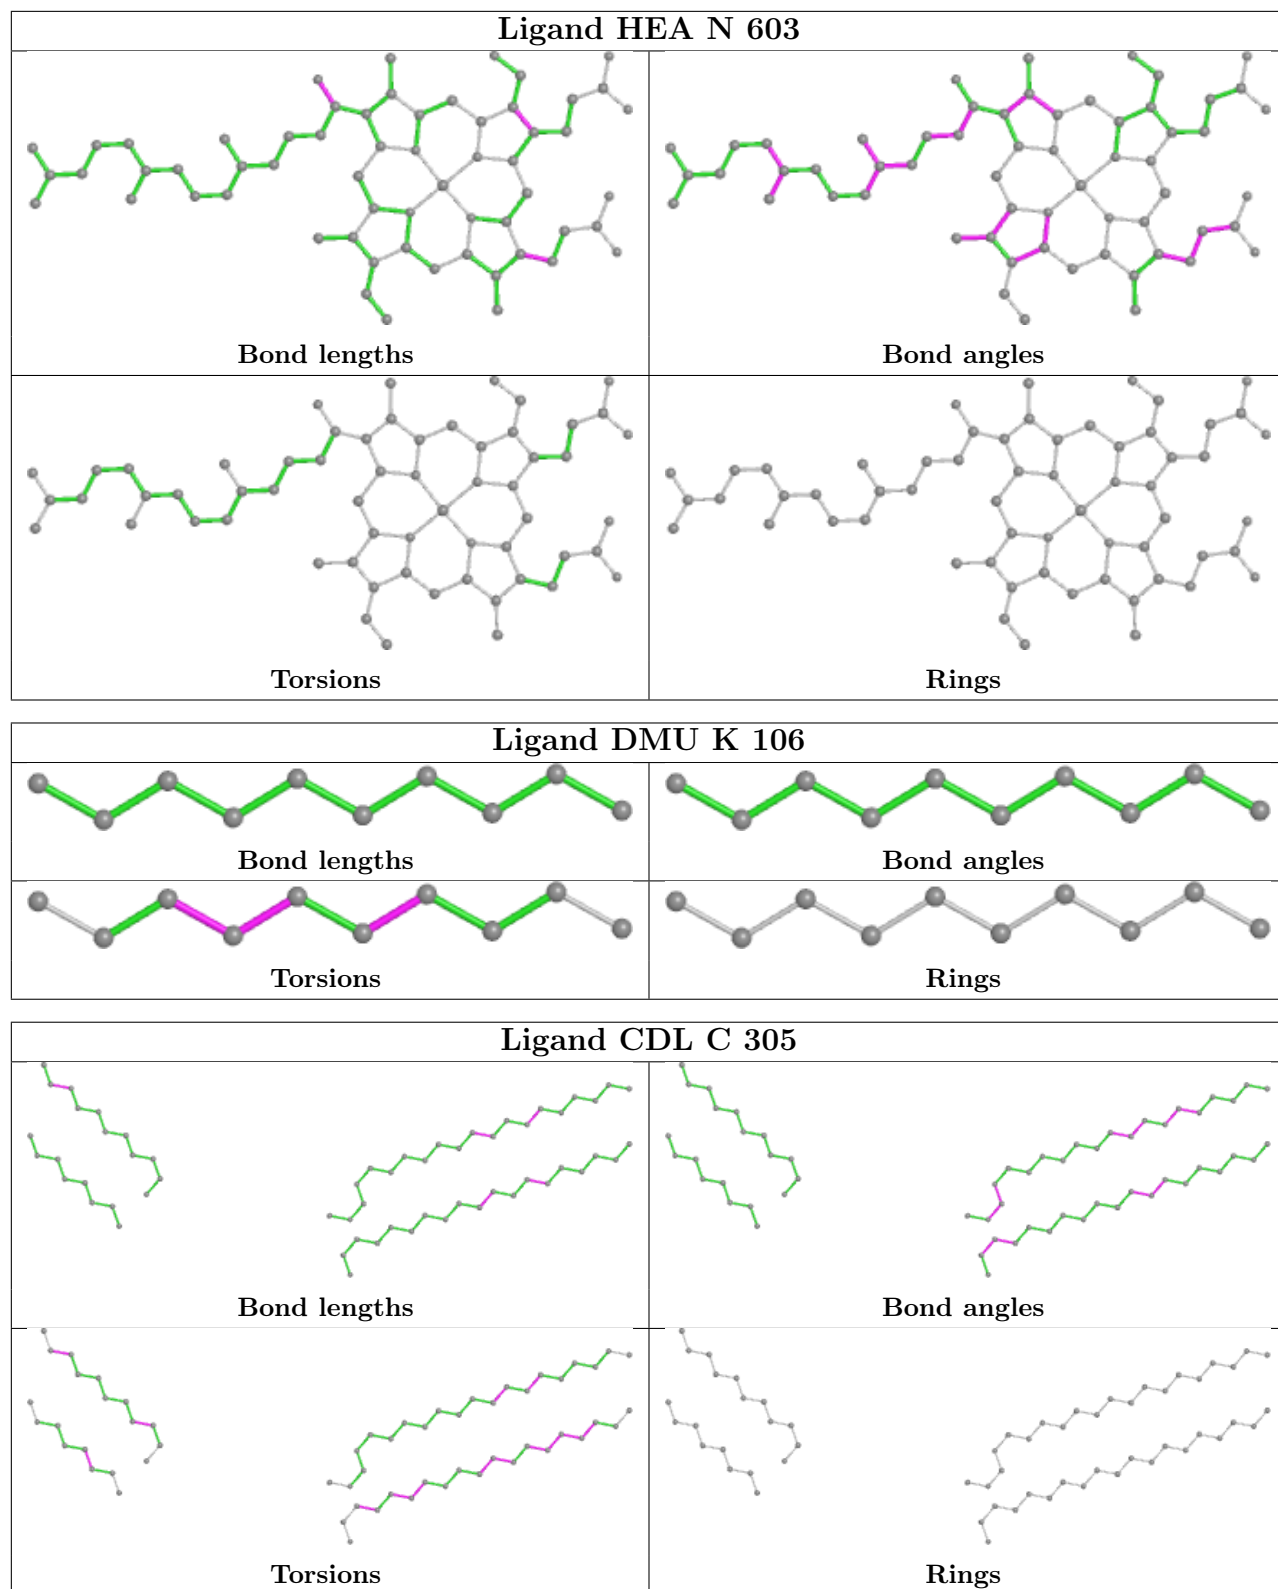 Ligand HEA N 603
Bond lengths
Bond angles
Torsions
Rings
Ligand DMU K 106
Bond lengths
Bond angles
Torsions
Rings
Ligand CDL C 305
Bond lengths
Bond angles
Torsions
Rings